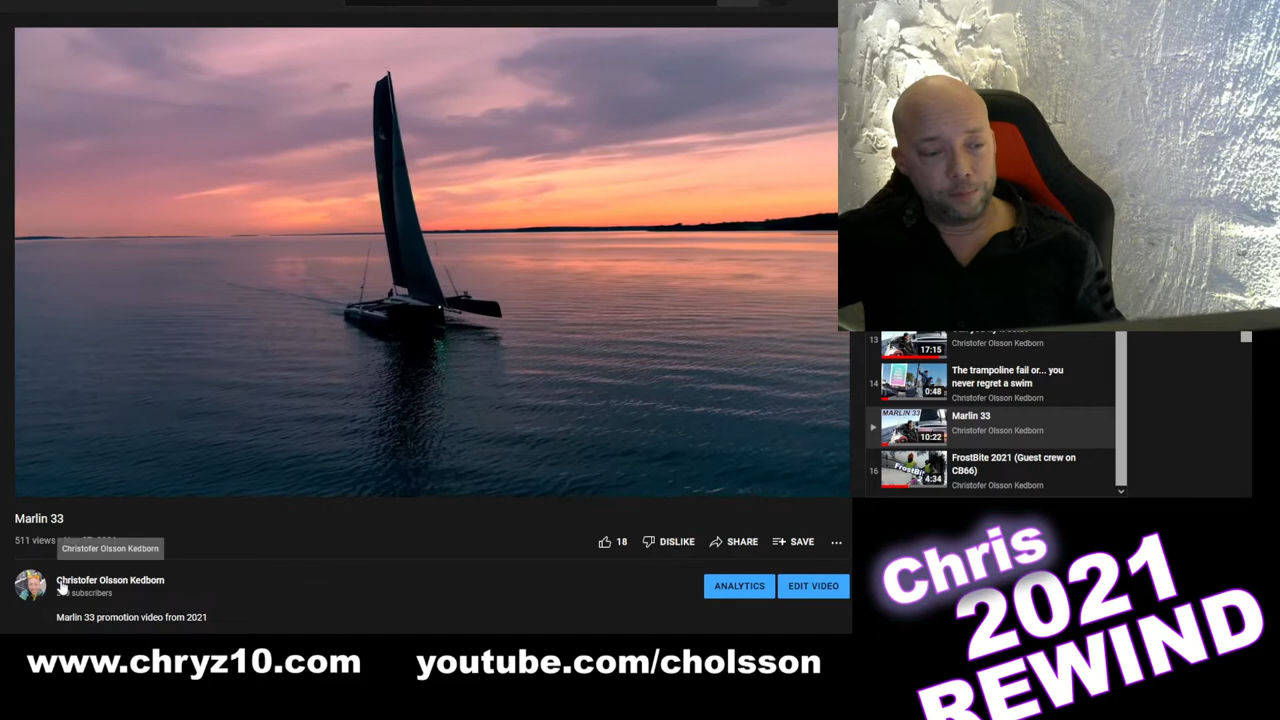 Marlin 33
511 views
Christofer Olsson Kedborn
Christofer Olsson Kedborn
subscribers
Marlin 33 promotion video from 2021
18
DISLIKE
SHARE
SAVE
ANALYTICS
EDIT VIDEO
13
17:15
Christofer Olsson Kedborn
14
0:48
The trampoline fail or... you
never regret a swim
Christofer Olsson Kedborn
MARLIN 33
10:22
Marlin 33
Christofer Olsson Kedborn
16
4:34
FrostBite 2021 (Guest crew on
CB66)
Christofer Olsson Kedborn
www.chryz10.com
youtube.com/cholsson
Chris
2021
REWIND